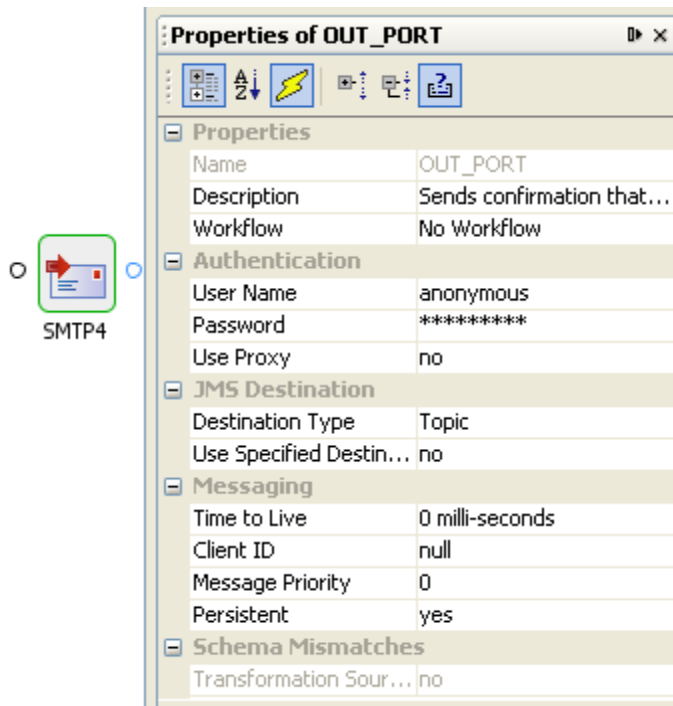 Properties of OUT_PORT
Properties
Name OUT_PORT
Description Sends confirmation that...
Workflow No Workflow
Authentication
User Name anonymous
Password *********
Use Proxy no
JMS Destination
Destination Type Topic
Use Specified Destin... no
Messaging
Time to Live 0 milli-seconds
Client ID null
Message Priority 0
Persistent yes
Schema Mismatches
Transformation Sour... no
SMTP4